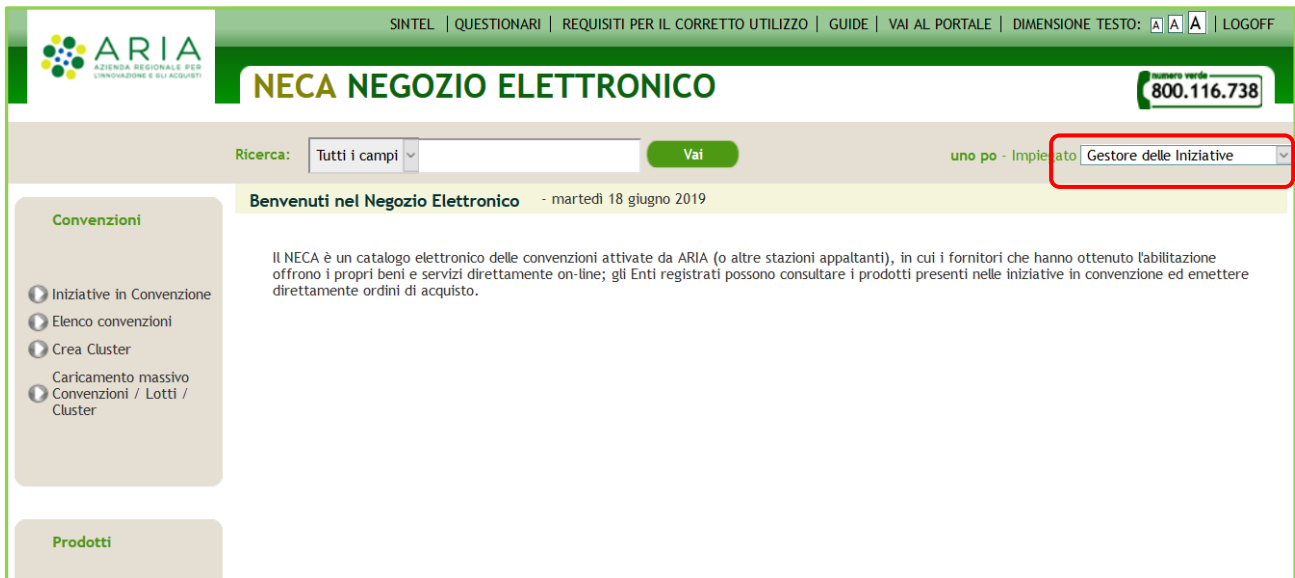 SINTEL | QUESTIONARI | REQUISITI PER IL CORRETTO UTILIZZO | GUIDE | VAI AL PORTALE | DIMENSIONE TESTO: A A A | LOGOFF
ARIA
AZIENDA REGIONALE PER
L'INNOVAZIONE E GLI ACQUISTI
NECA NEGOZIO ELETTRONICO
numero verde
800.116.738
Ricerca: Tutti i campi Vai
uno po - Impiegato Gestore delle Iniziative
Benvenuti nel Negozio Elettronico - martedì 18 giugno 2019
Convenzioni
Il NECA è un catalogo elettronico delle convenzioni attivate da ARIA (o altre stazioni appaltanti), in cui i fornitori che hanno ottenuto l'abilitazione
offrono i propri beni e servizi direttamente on-line; gli Enti registrati possono consultare i prodotti presenti nelle iniziative in convenzione ed emettere
direttamente ordini di acquisto.
Iniziative in Convenzione
Elenco convenzioni
Crea Cluster
Caricamento massivo
Convenzioni / Lotti /
Cluster
Prodotti